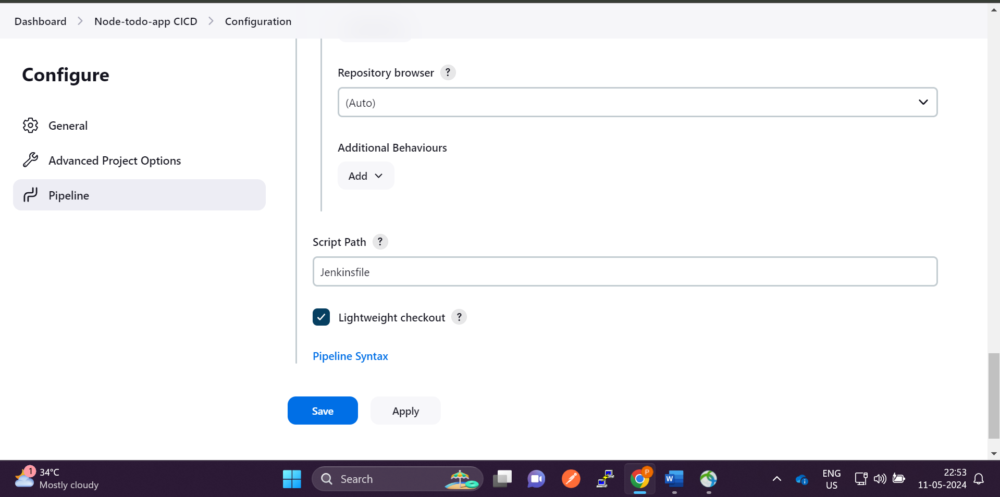 Dashboard > Node-todo-app CICD > Configuration
Configure
General
Advanced Project Options
Pipeline
Repository browser ?
(Auto)
Additional Behaviours
Add
Script Path ?
Jenkinsfile
Lightweight checkout ?
Pipeline Syntax
Save
Apply
1
34°C
Mostly cloudy
Search
P
W
ENG
US
22:53
11-05-2024